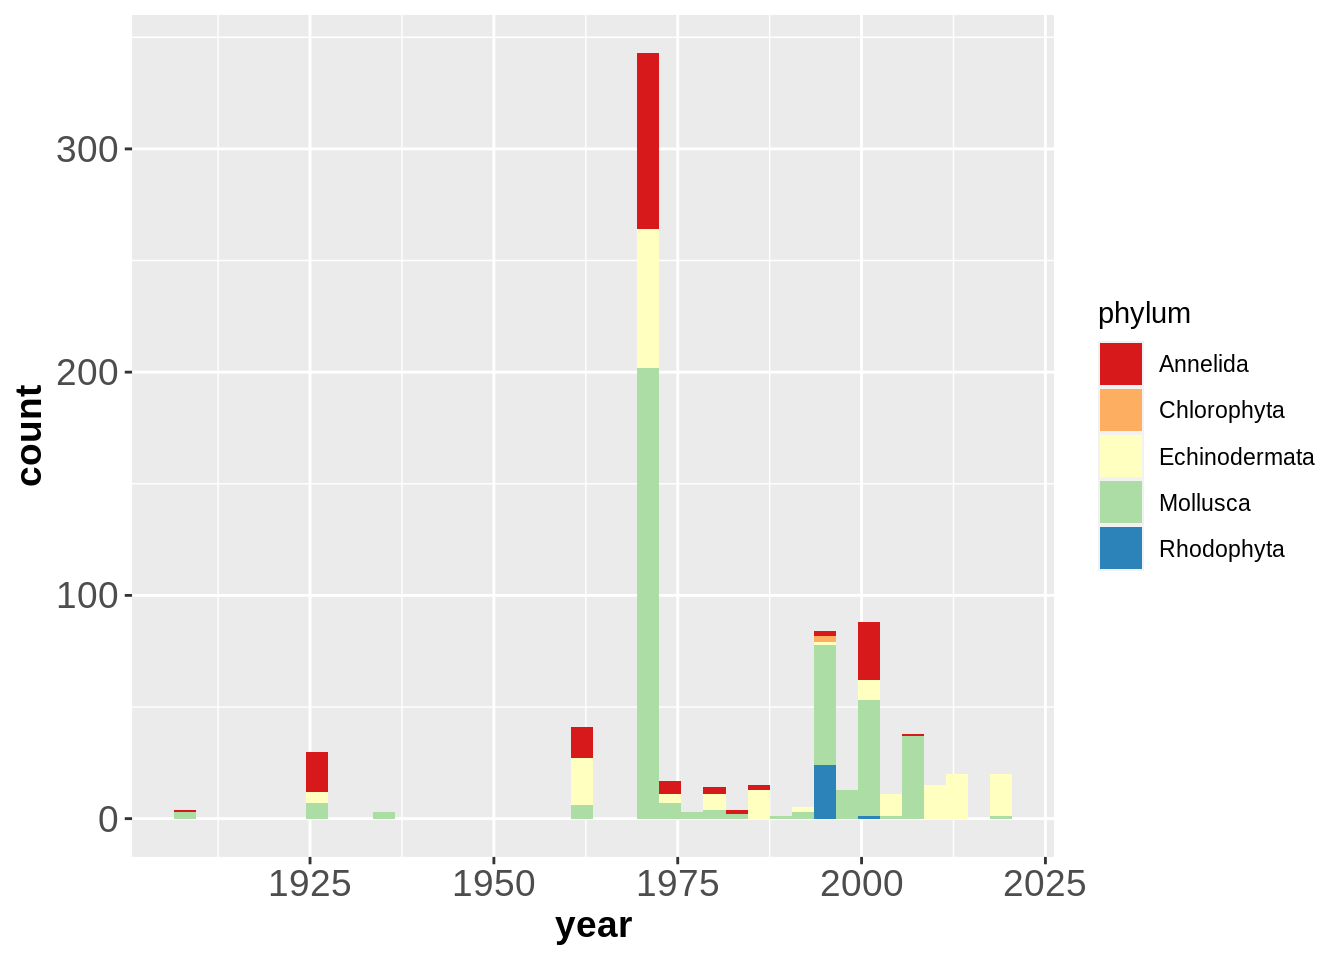 count
300
200
100
0
1925 1950 1975 2000 2025
year
phylum
Annelida
Chlorophyta
Echinodermata
Mollusca
Rhodophyta